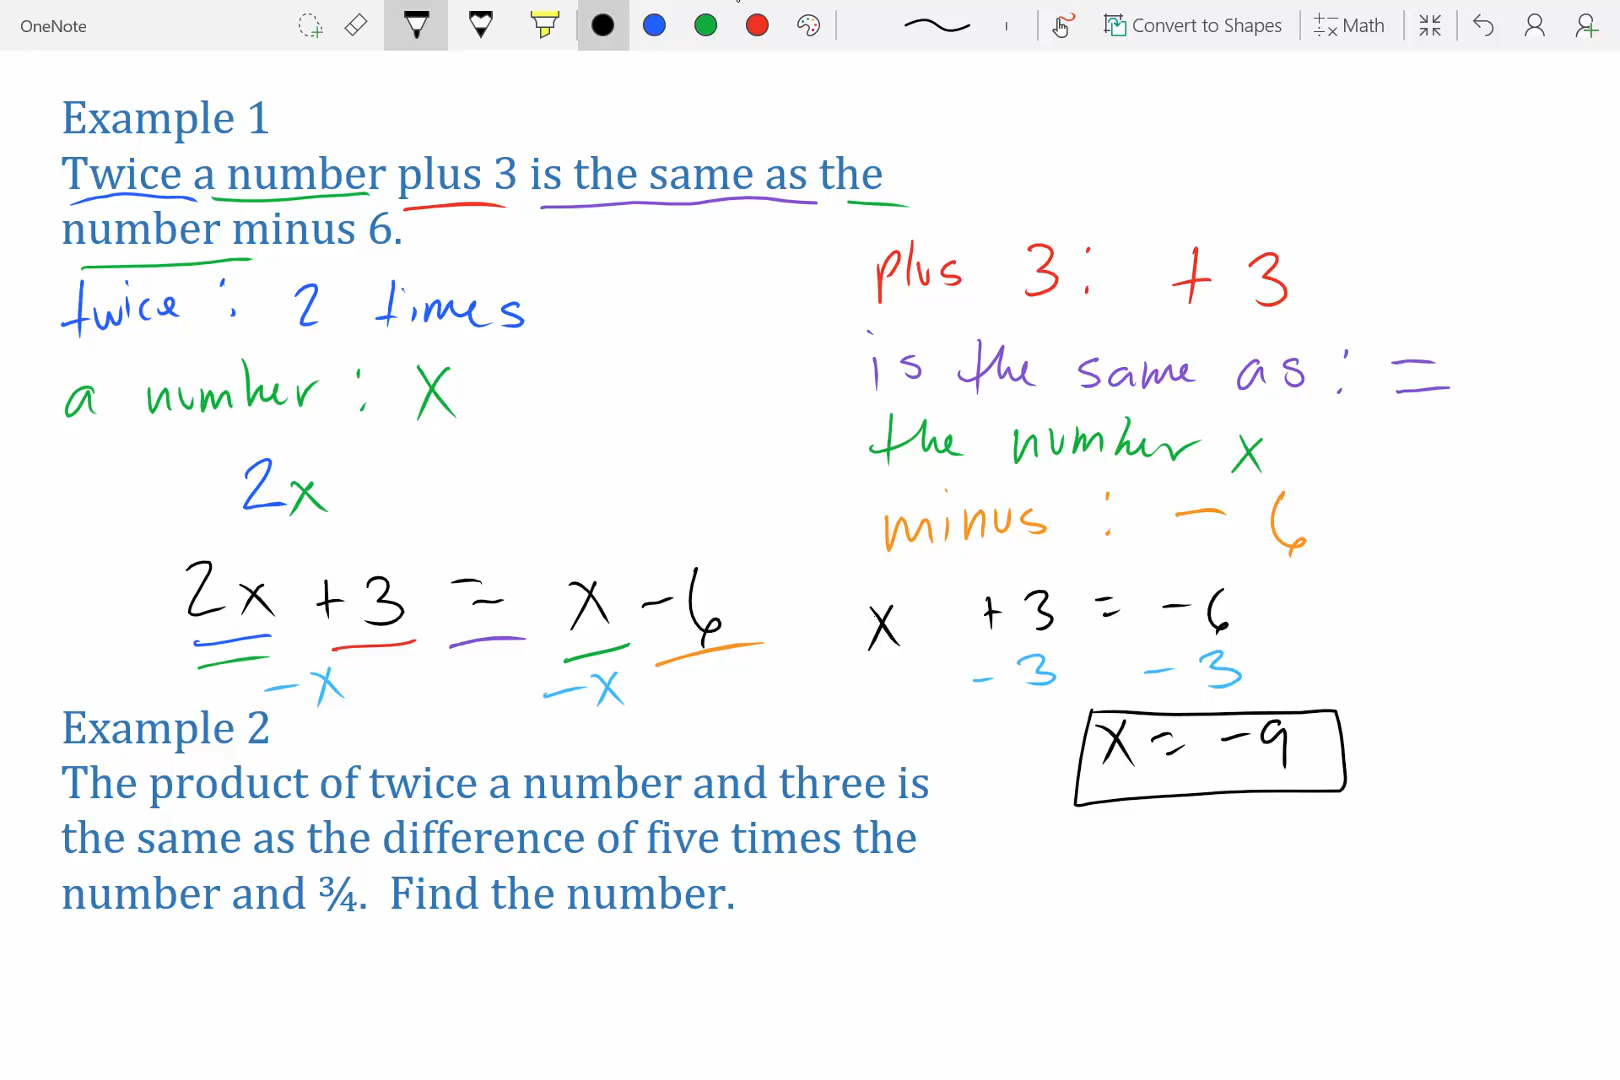 OneNote
Convert to Shapes
Math
Example 1
Twice a number plus 3 is the same as the
number minus 6.
twice : 2 times
a number : X
2x
plus 3 : + 3
is the same as : =
the number x
minus : - 6
2x + 3 = x - 6
-x -x
x + 3 = -6
- 3 - 3
x = -9
Example 2
The product of twice a number and three is
the same as the difference of five times the
number and ¾. Find the number.